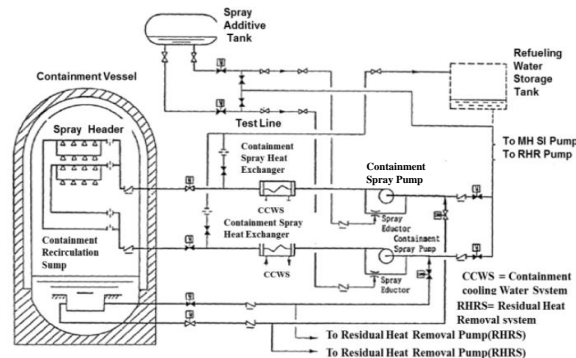 Spray
Additive
Tank
Refueling
Water
Storage
Tank
Containment Vessel
Spray Header
Test Line
Containment
Spray Heat
Exchanger
Containment
Spray Pump
To MH SI Pump
To RHR Pump
CCWS
Containment Spray
Heat Exchanger
Spray
Eductor
Containment
Spray Pump
Containment
Recirculation
Sump
CCWS
Spray
Eductor
CCWS = Containment
cooling Water System
RHRS= Residual Heat
Removal system
To Residual Heat Removal Pump(RHRS)
To Residual Heat Removal Pump(RHRS)